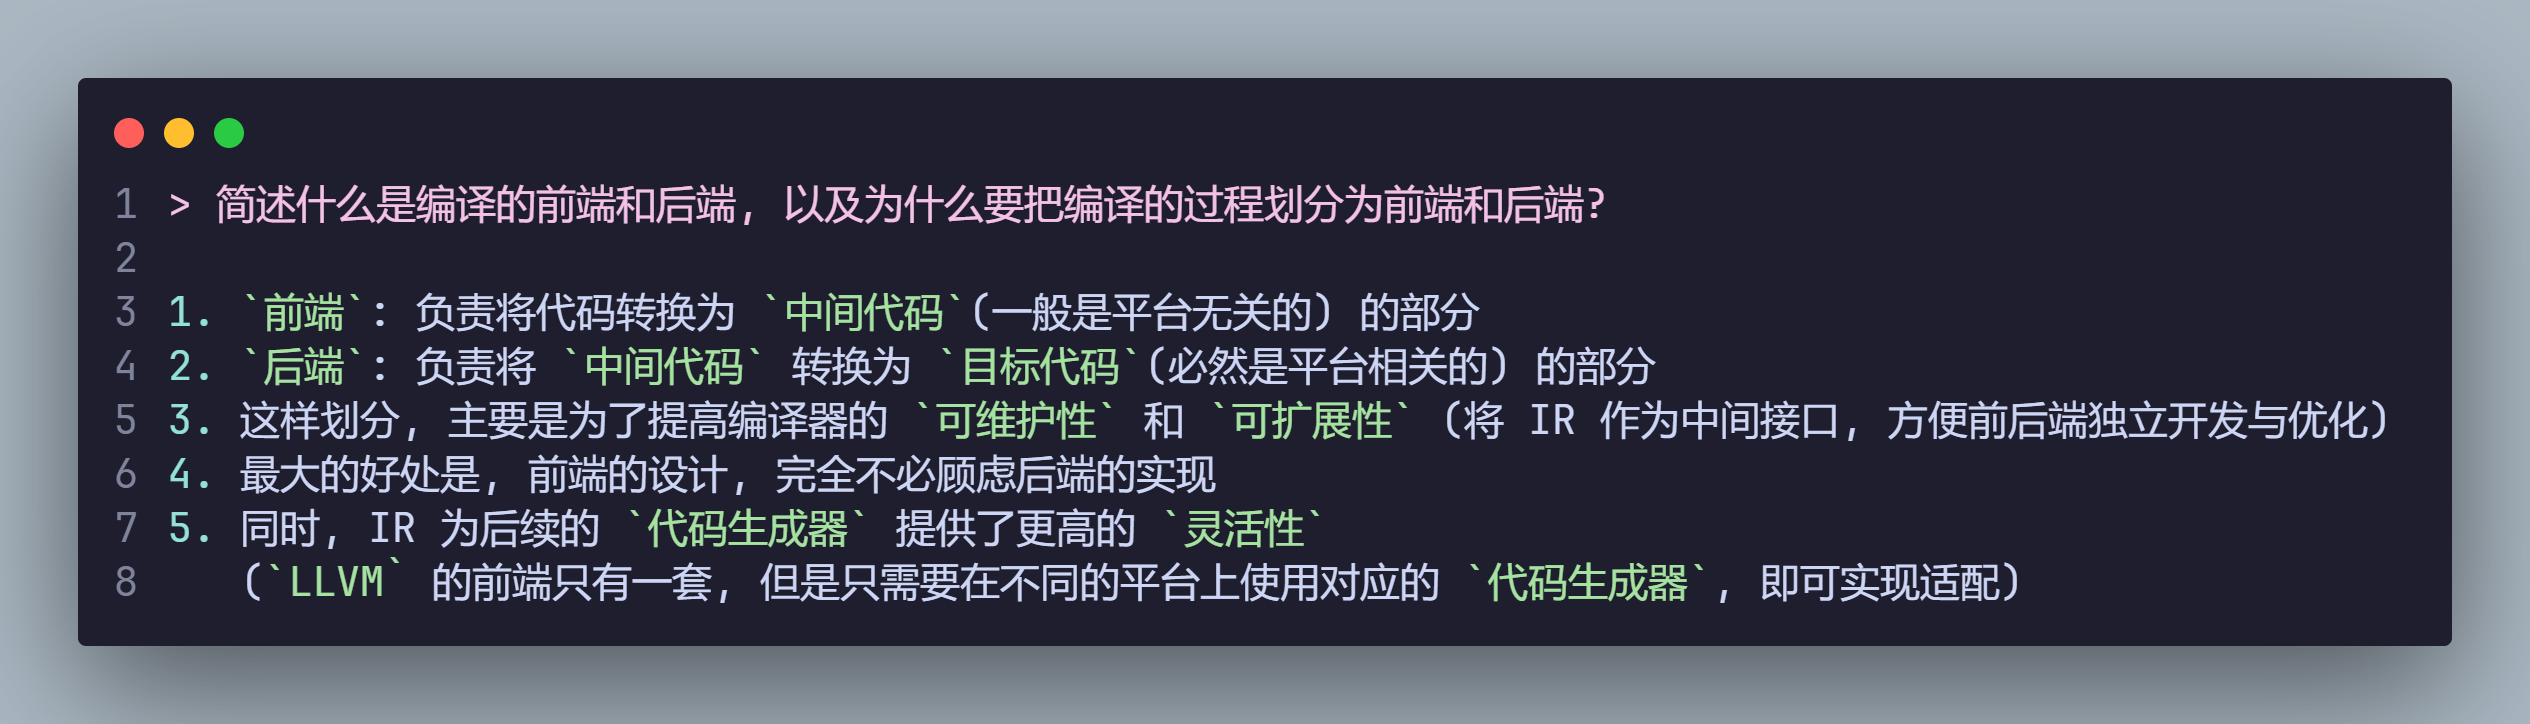 1 > 简述什么是编译的前端和后端, 以及为什么要把编译的过程划分为前端和后端?
2
3 1. `前端`: 负责将代码转换为 `中间代码`(一般是平台无关的) 的部分
4 2. `后端`: 负责将 `中间代码` 转换为 `目标代码`(必然是平台相关的) 的部分
5 3. 这样划分, 主要是为了提高编译器的 `可维护性` 和 `可扩展性` (将 IR 作为中间接口, 方便前后端独立开发与优化)
6 4. 最大的好处是, 前端的设计, 完全不必顾虑后端的实现
7 5. 同时, IR 为后续的 `代码生成器` 提供了更高的 `灵活性`
8 (`LLVM` 的前端只有一套, 但是只需要在不同的平台上使用对应的 `代码生成器`, 即可实现适配)